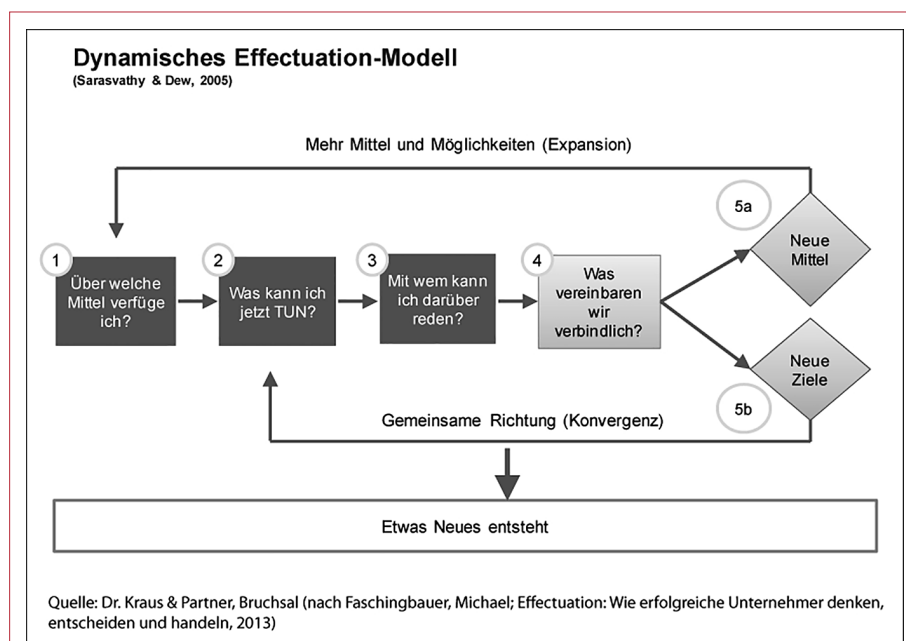 Dynamisches Effectuation-Modell
(Sarasvathy & Dew, 2005)
Mehr Mittel und Möglichkeiten (Expansion)
1
Über welche
Mittel verfüge
ich?
2
Was kann ich
jetzt TUN?
3
Mit wem kann
ich darüber
reden?
4
Was
vereinbaren
wir
verbindlich?
5a
Neue
Mittel
Neue
Ziele
5b
Gemeinsame Richtung (Konvergenz)
Etwas Neues entsteht
Quelle: Dr. Kraus & Partner, Bruchsal (nach Faschingbauer, Michael; Effectuation: Wie erfolgreiche Unternehmer denken,
entscheiden und handeln, 2013)